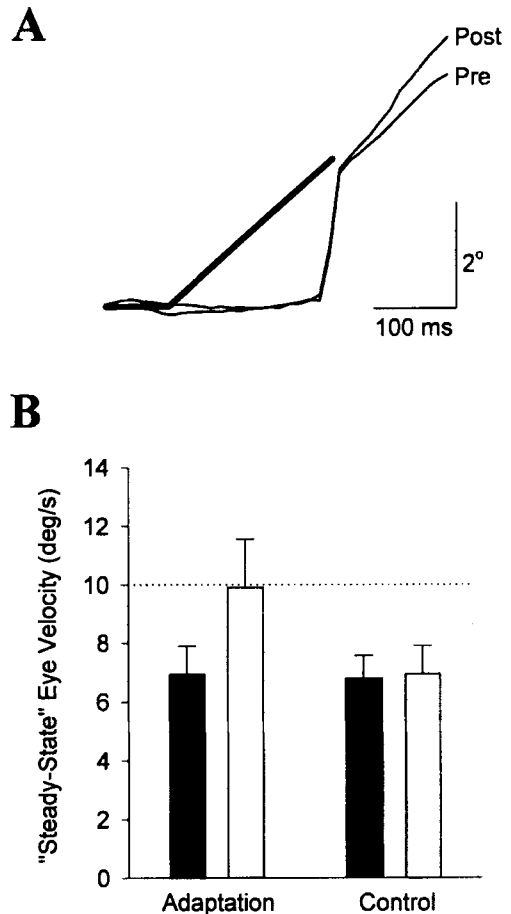 A
Post
Pre
2°
100 ms
B
"Steady-State" Eye Velocity (deg/s)
14
12
10
8
6
4
2
0
Adaptation
Control